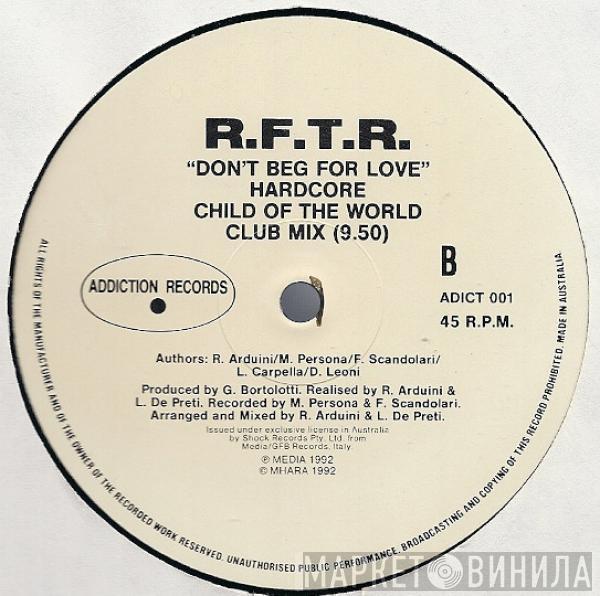 R.F.T.R.
“DON'T BEG FOR LOVE”
HARDCORE
CHILD OF THE WORLD
CLUB MIX (9.50)
B
ADDICTION RECORDS
ADICT 001
45 R.P.M.
Authors: R. Arduini/M. Persona/F. Scandolari/
L. Carpella/D. Leoni
Produced by G. Bortolotti. Realised by R. Arduini &
L. De Preti. Recorded by M. Persona & F. Scandolari.
Arranged and Mixed by R. Arduini & L. De Preti.
Issued under exclusive license in Australia
by Shock Records Pty. Ltd. from
Media/GFB Records, Italy.
℗ MEDIA 1992
© MHARA 1992
ALL RIGHTS OF THE MANUFACTURER AND OF THE OWNER OF THE RECORDED WORK RESERVED. UNAUTHORISED PUBLIC PERFORMANCE, BROADCASTING AND COPYING OF THIS RECORD PROHIBITED. MADE IN AUSTRALIA
МАРКЕТ ВИНИЛА